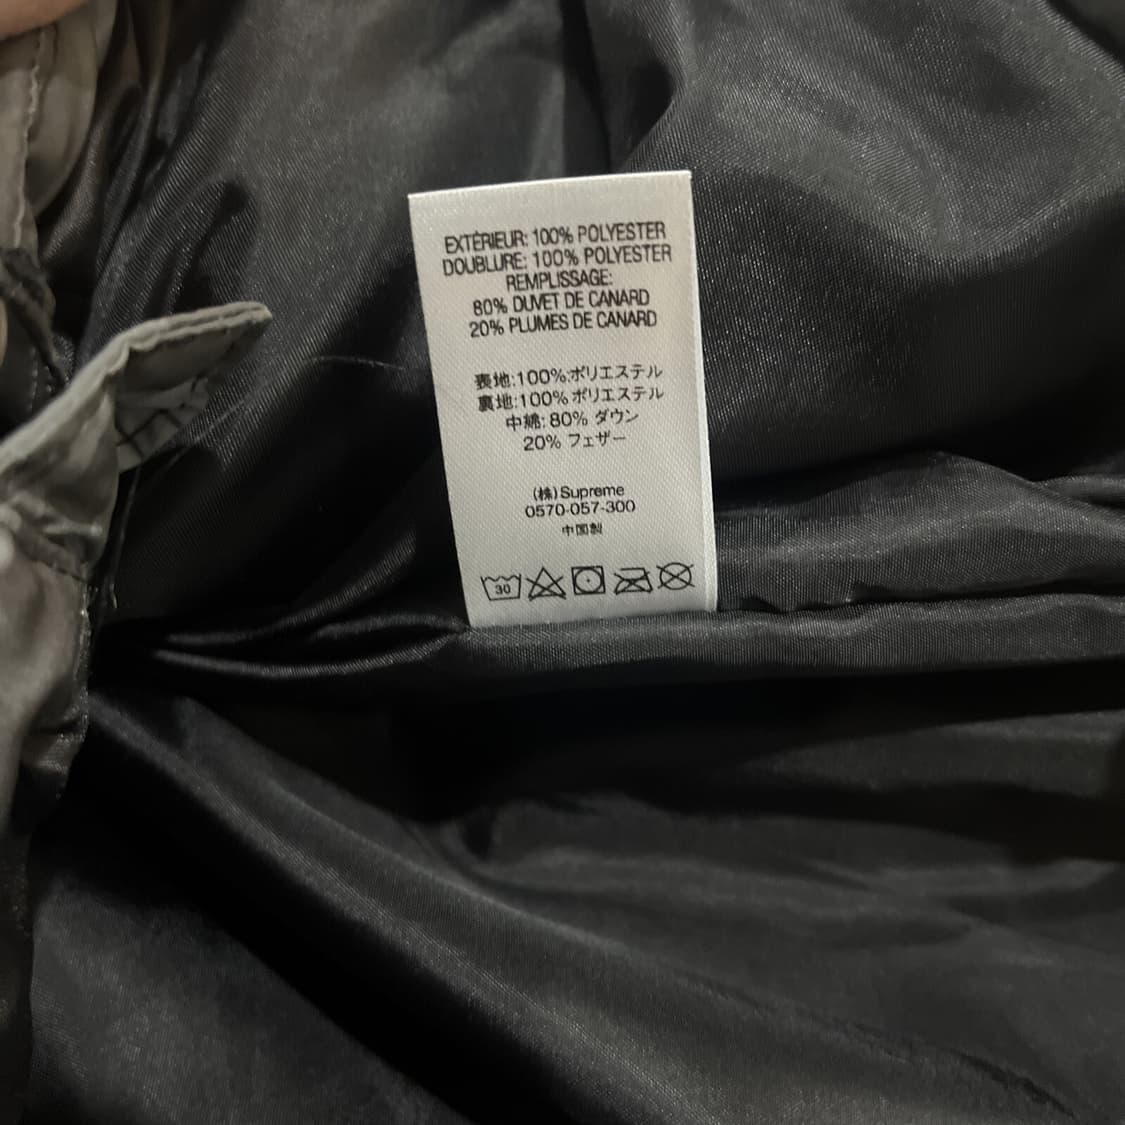 EXTÉRIEUR: 100% POLYESTER
DOUBLURE: 100% POLYESTER
REMPLISSAGE:
80% DUVET DE CANARD
20% PLUMES DE CANARD
表地:100%ポリエステル
裏地:100%ポリエステル
中綿:80% ダウン
20% フェザー
(株)Supreme
0570-057-300
中国製
30